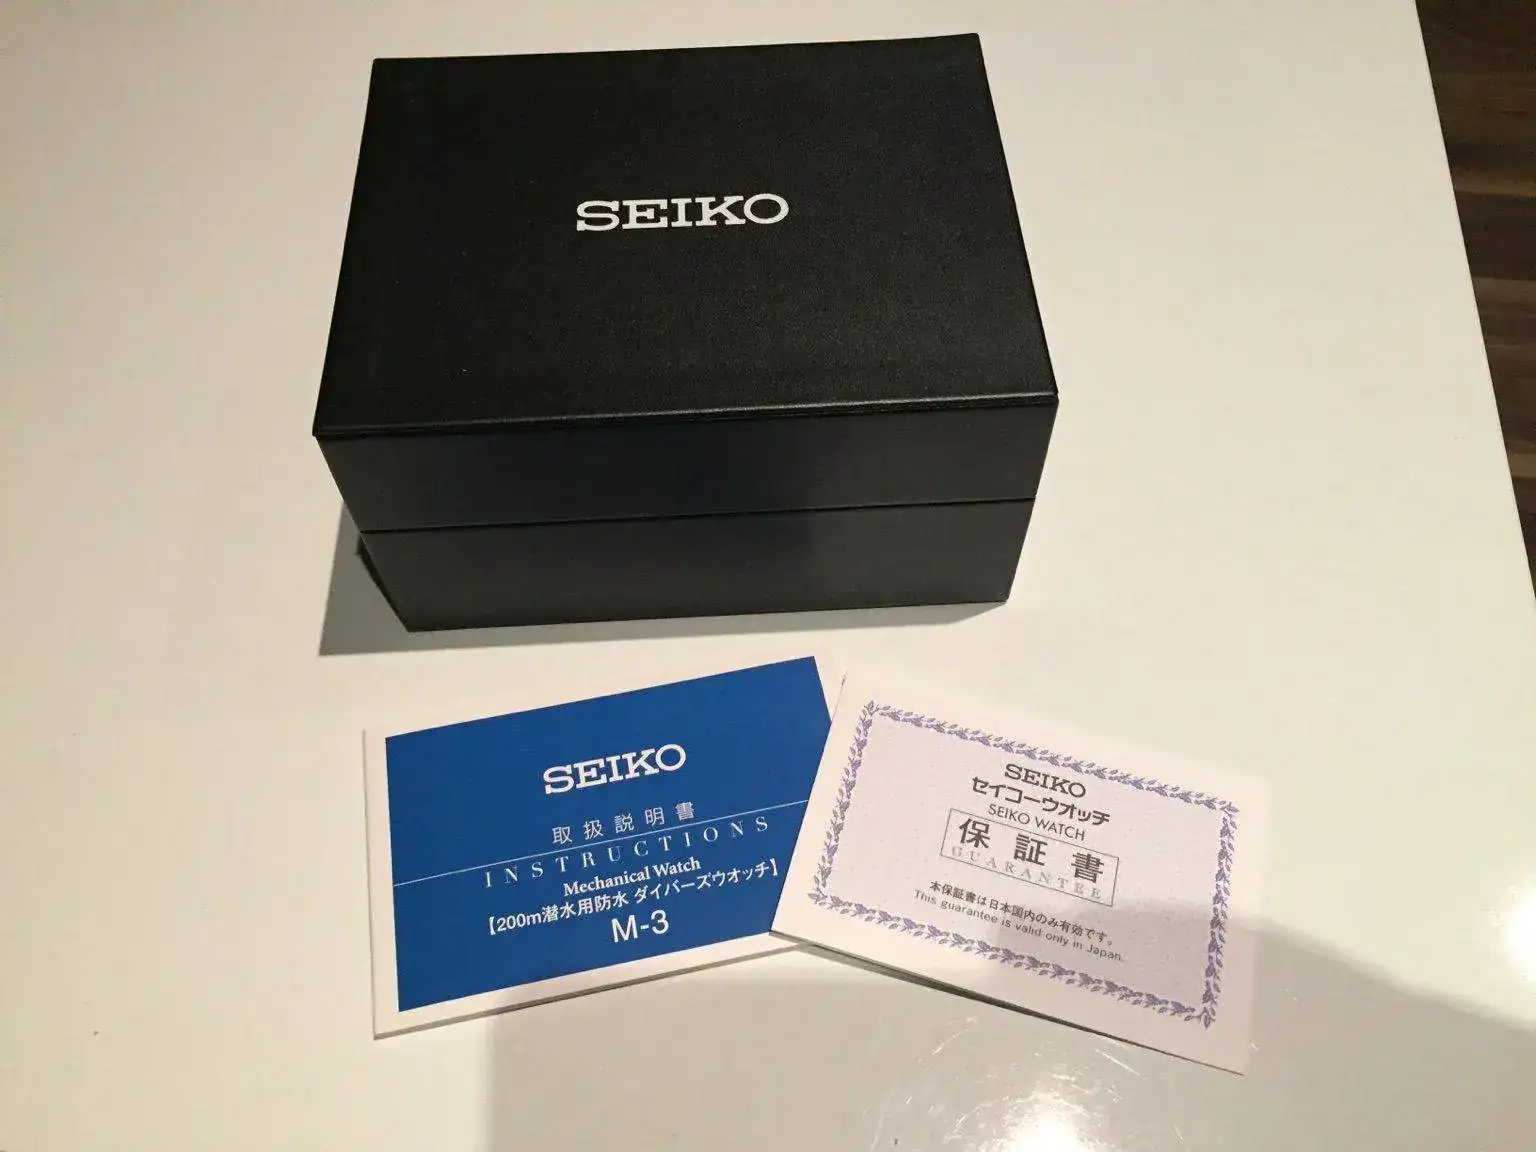 SEIKO
SEIKO
取扱説明書
INSTRUCTIONS
Mechanical Watch
【200m潜水用防水 ダイバーズウオッチ】
M-3
SEIKO
セイコーウオッチ
SEIKO WATCH
保証書
GUARANTEE
本保証書は日本国内のみ有効です。
This guarantee is valid only in Japan.